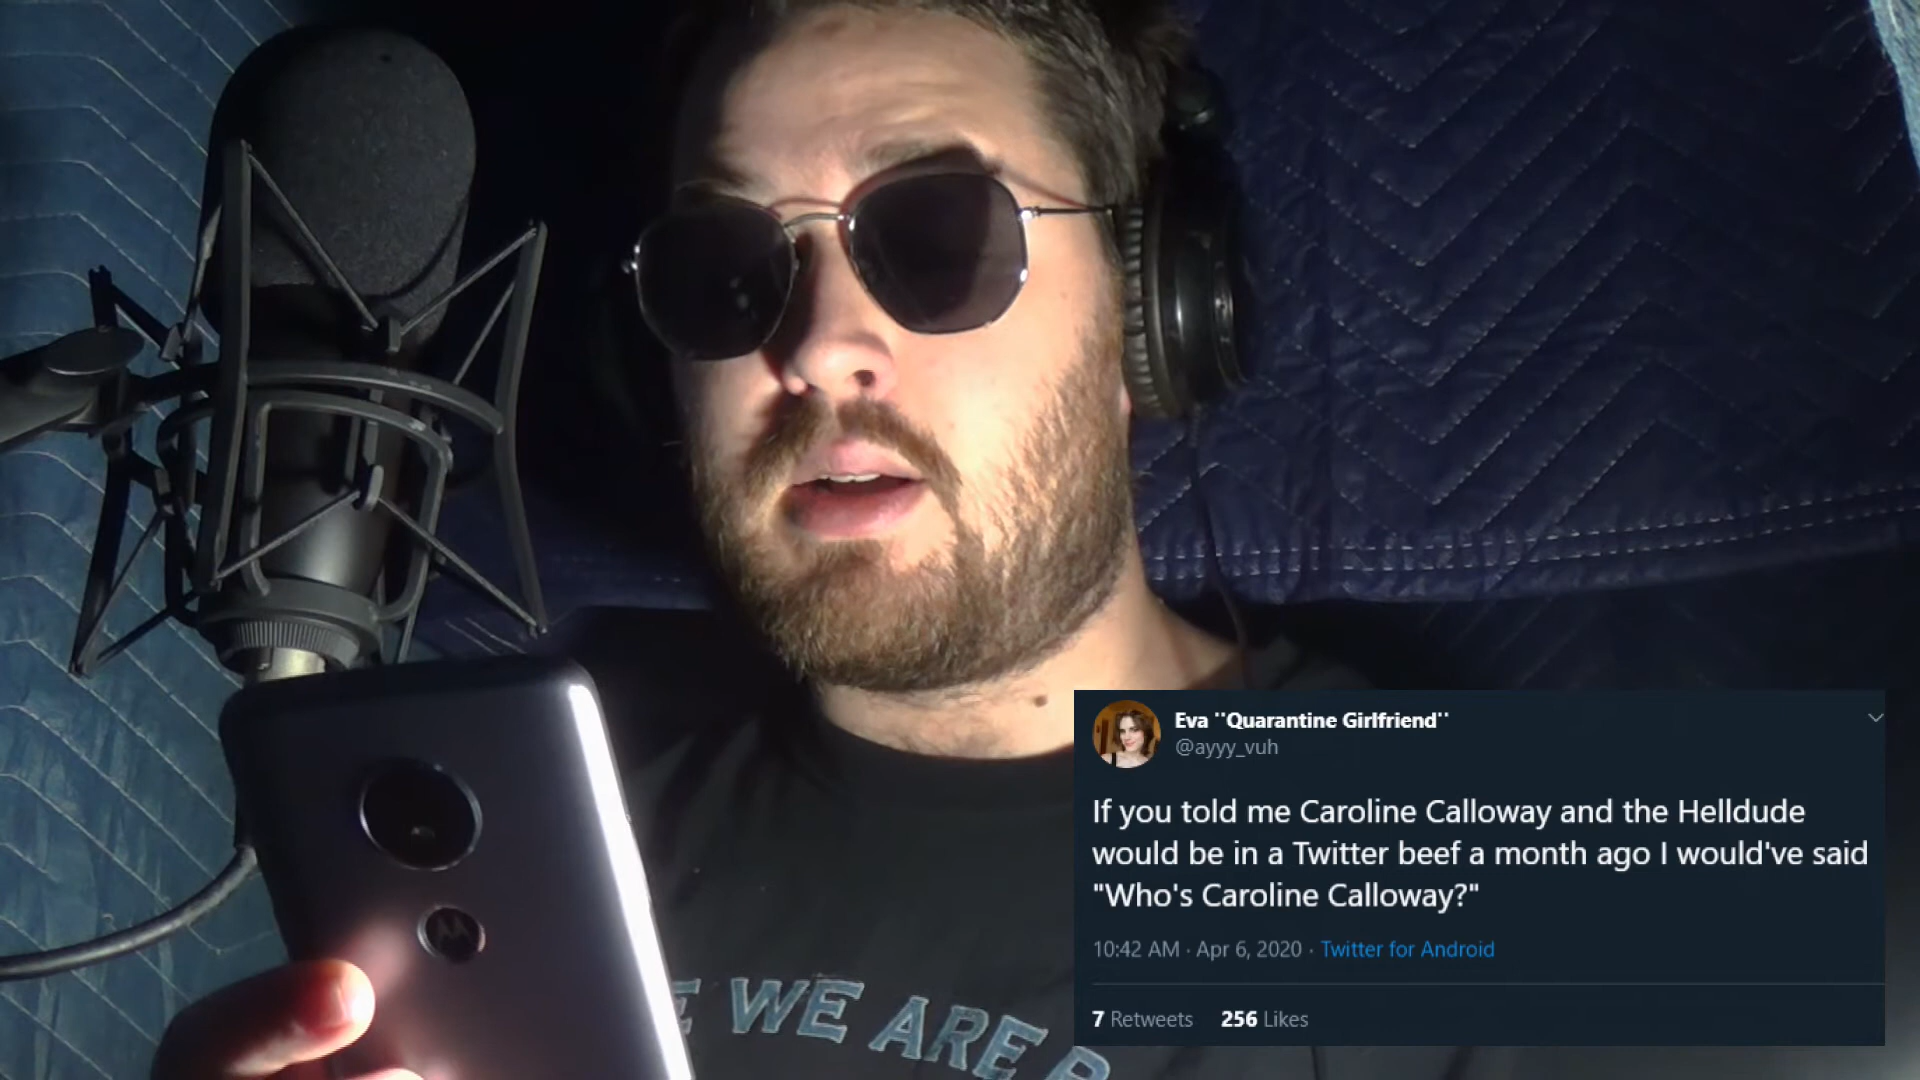 Eva "Quarantine Girlfriend"
@ayyy_vuh
If you told me Caroline Calloway and the Helldude
would be in a Twitter beef a month ago I would've said
"Who's Caroline Calloway?"
10:42 AM · Apr 6, 2020 · Twitter for Android
7 Retweets 256 Likes
WE ARE